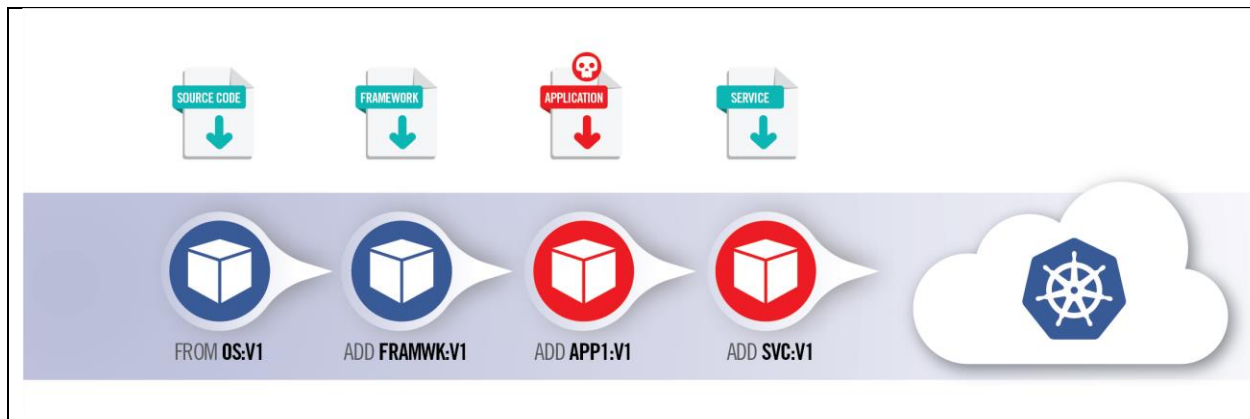 SOURCE CODE
FRAMEWORK
APPLICATION
SERVICE
FROM OS:V1
ADD FRAMWK:V1
ADD APP1:V1
ADD SVC:V1